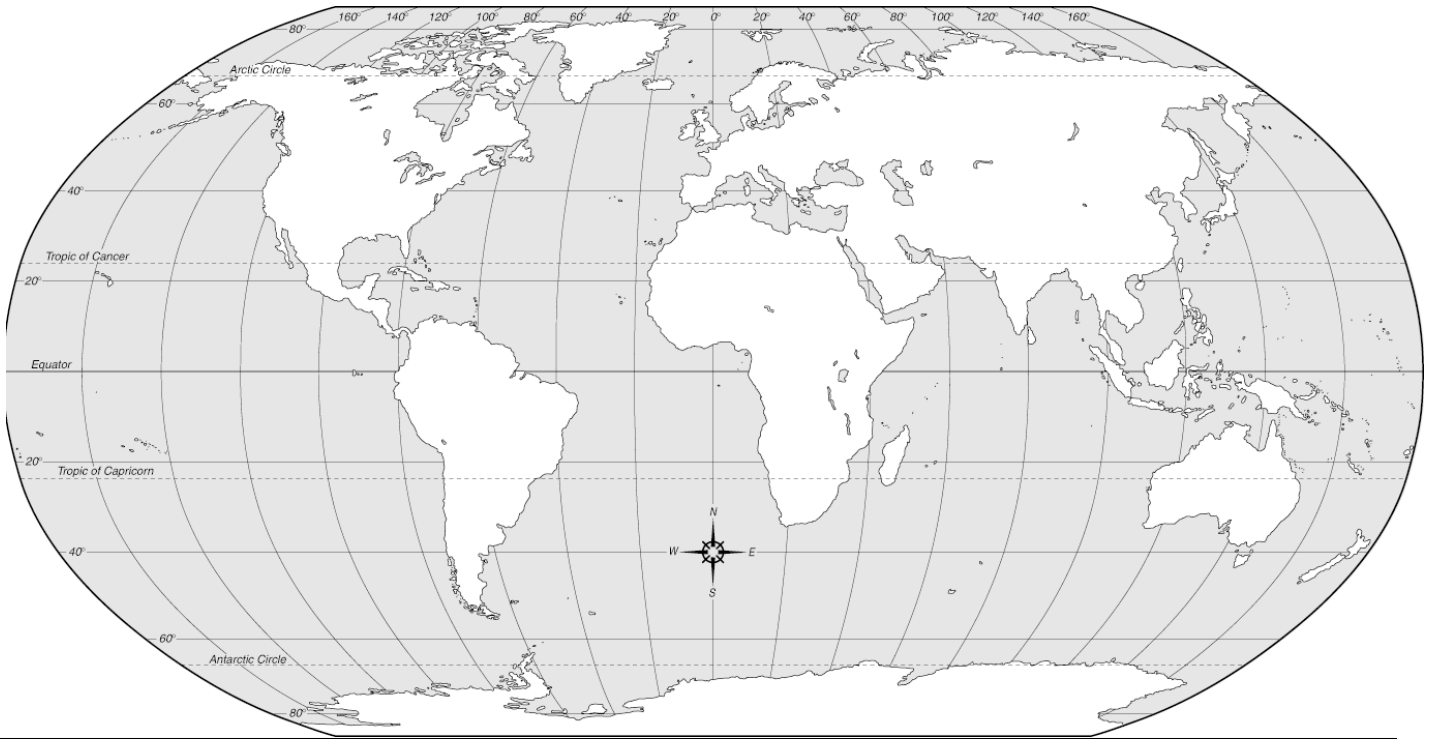 160° 140° 120° 100° 80° 60° 40° 20° 0° 20° 40° 60° 80° 100° 120° 140° 160°
80°
Arctic Circle
60°
40°
Tropic of Cancer
20°
Equator
20°
Tropic of Capricorn
N
W E
40°
S
60°
Antarctic Circle
80°